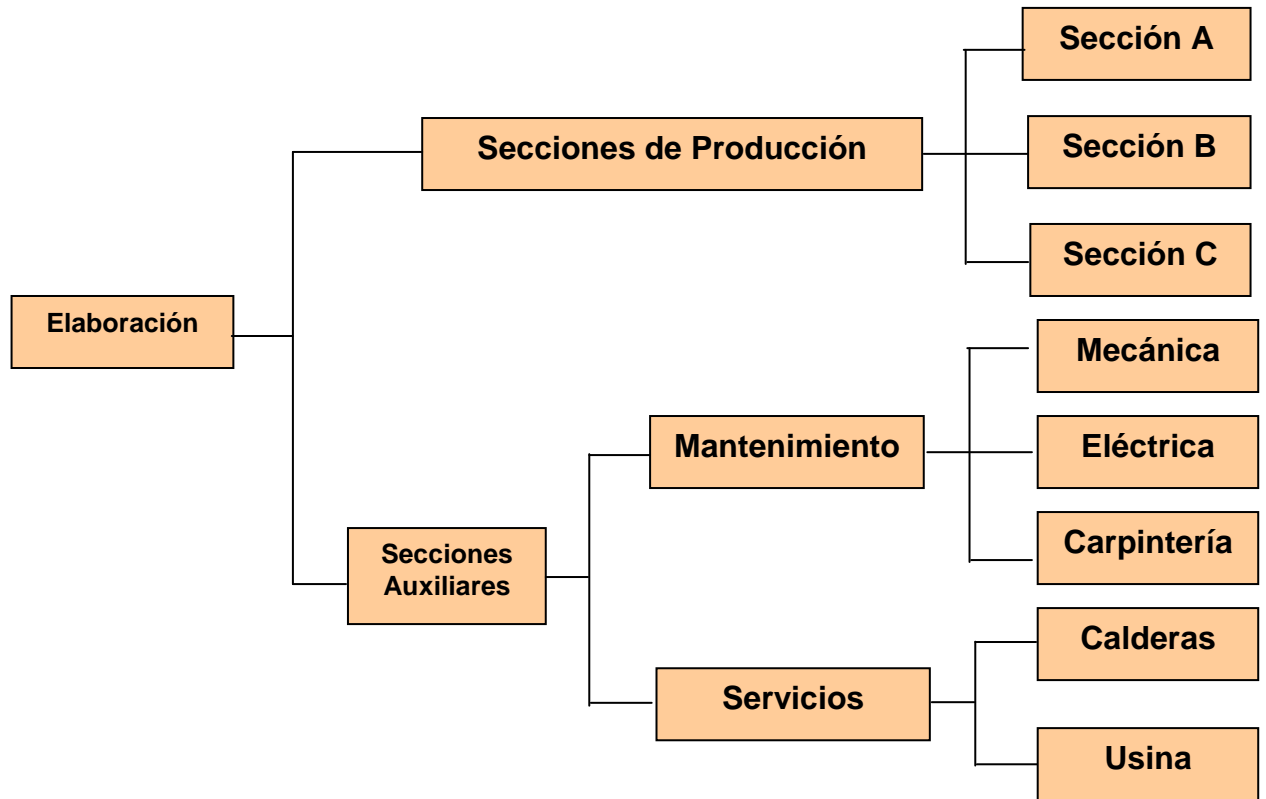 Sección A
Secciones de Producción
Sección B
Sección C
Elaboración
Mecánica
Mantenimiento
Eléctrica
Carpintería
Secciones
Auxiliares
Calderas
Servicios
Usina